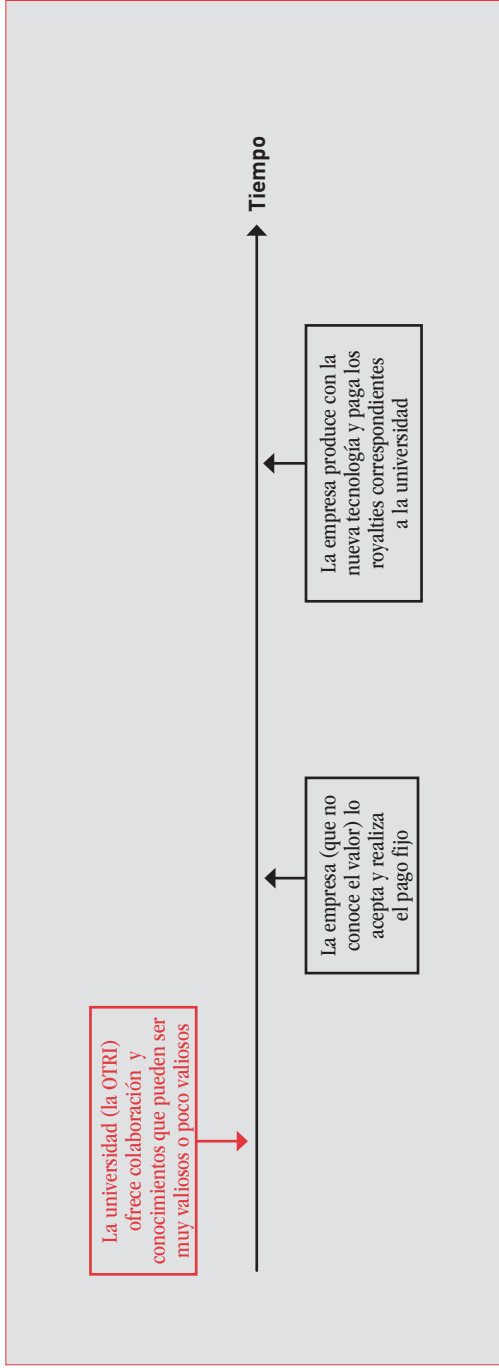 La universidad (la OTRI)
ofrece colaboración y
conocimientos que pueden ser
muy valiosos o poco valiosos
La empresa (que no
conoce el valor) lo
acepta y realiza
el pago fijo
La empresa produce con la
nueva tecnología y paga los
royalties correspondientes
a la universidad
Tiempo